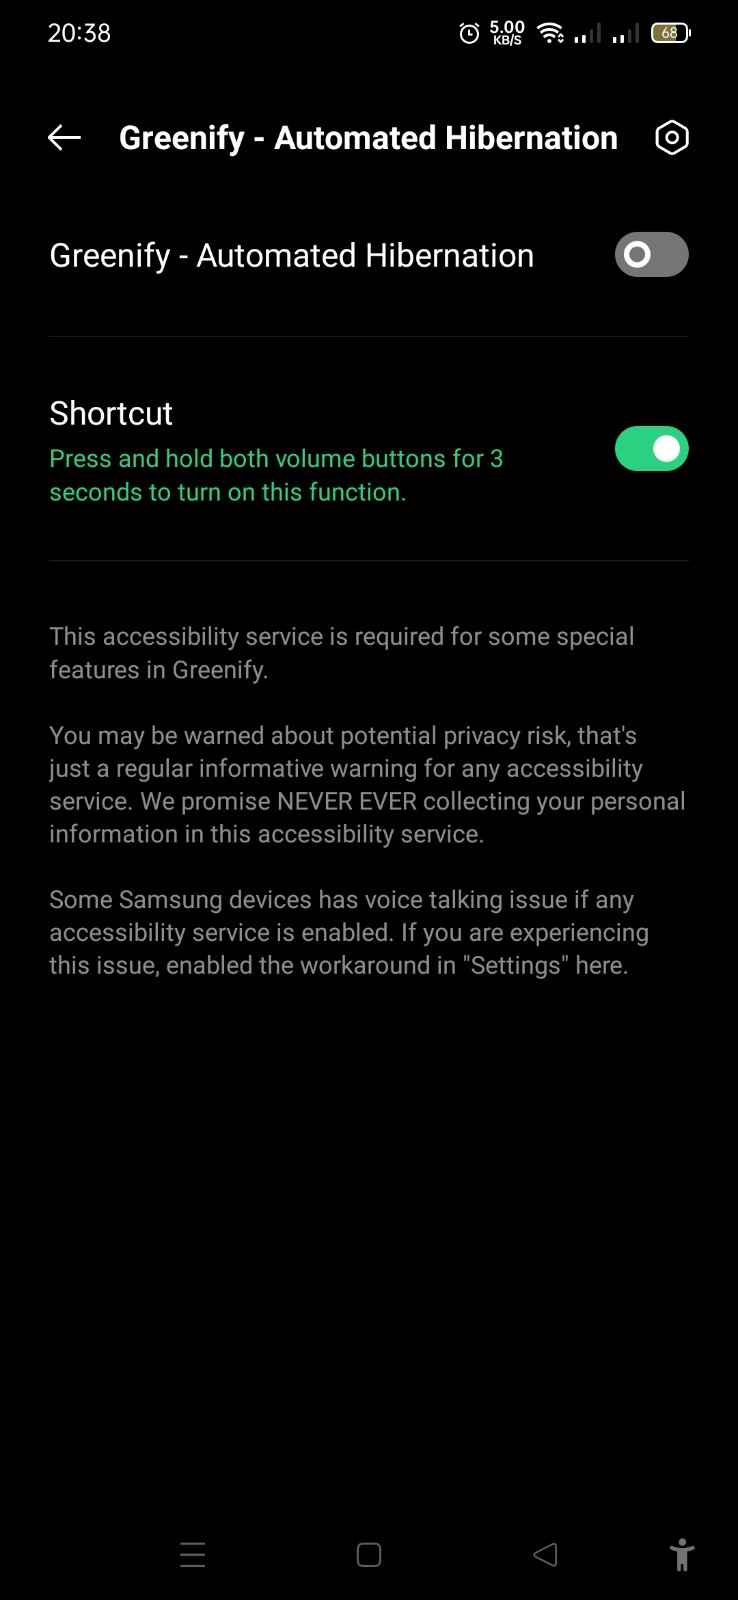 20:38
5.00
KB/S
68
Greenify - Automated Hibernation
Greenify - Automated Hibernation
Shortcut
Press and hold both volume buttons for 3
seconds to turn on this function.
This accessibility service is required for some special
features in Greenify.
You may be warned about potential privacy risk, that's
just a regular informative warning for any accessibility
service. We promise NEVER EVER collecting your personal
information in this accessibility service.
Some Samsung devices has voice talking issue if any
accessibility service is enabled. If you are experiencing
this issue, enabled the workaround in "Settings" here.